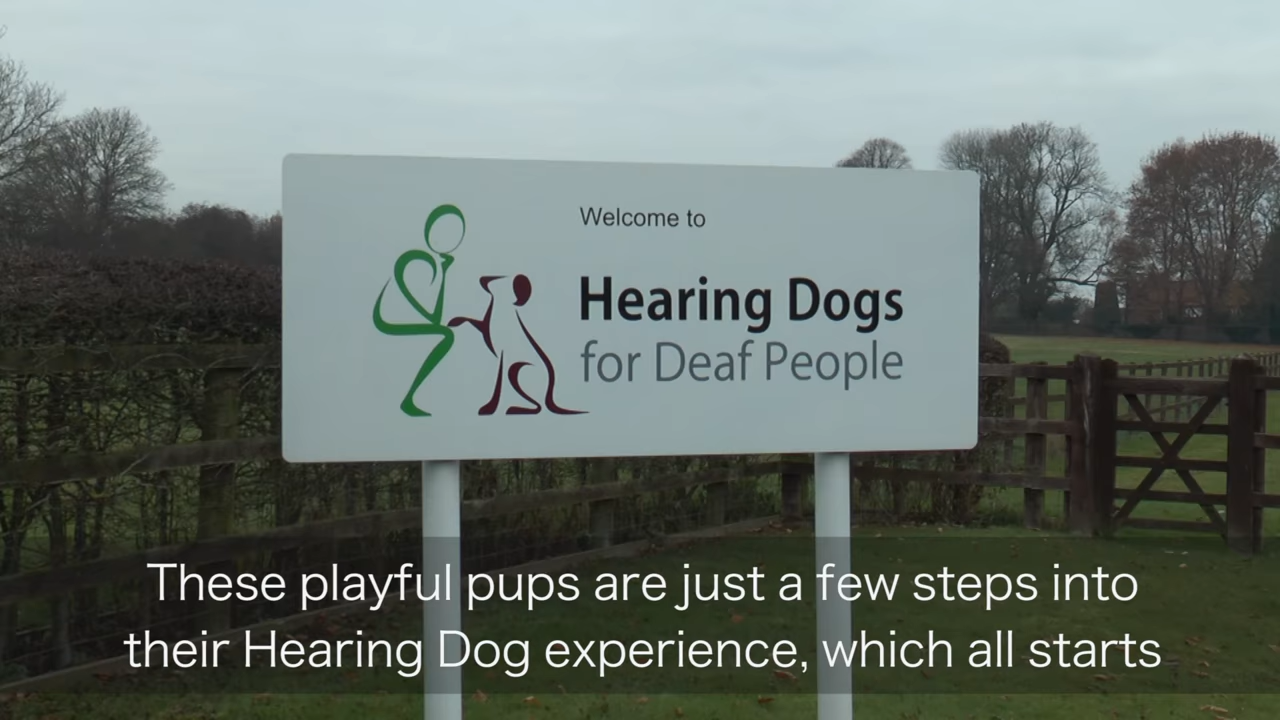 Welcome to
Hearing Dogs
for Deaf People
These playful pups are just a few steps into
their Hearing Dog experience, which all starts